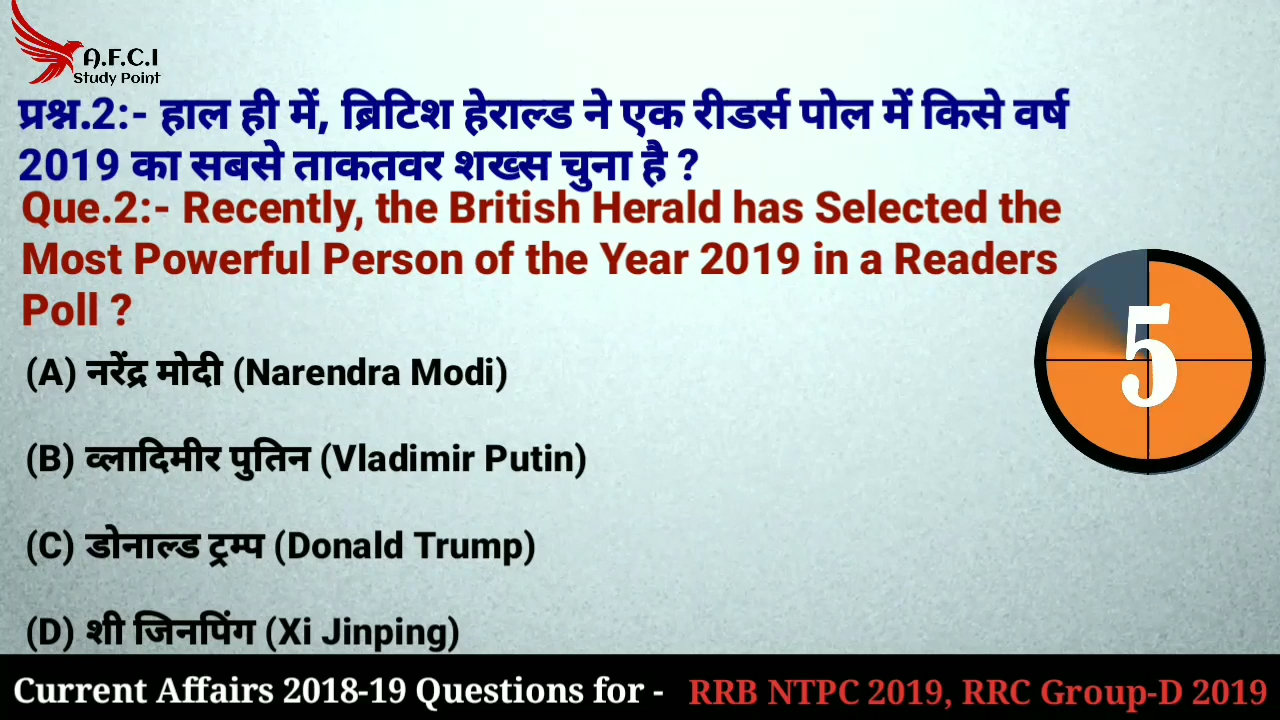 A.F.C.I
Study Point
प्रश्न.2:- हाल ही में, ब्रिटिश हेराल्ड ने एक रीडर्स पोल में किसे वर्ष
2019 का सबसे ताकतवर शख्स चुना है ?
Que.2:- Recently, the British Herald has Selected the
Most Powerful Person of the Year 2019 in a Readers
Poll ?
5
(A) नरेंद्र मोदी (Narendra Modi)
(B) व्लादिमीर पुतिन (Vladimir Putin)
(C) डोनाल्ड ट्रम्प (Donald Trump)
(D) शी जिनपिंग (Xi Jinping)
Current Affairs 2018-19 Questions for - RRB NTPC 2019, RRC Group-D 2019